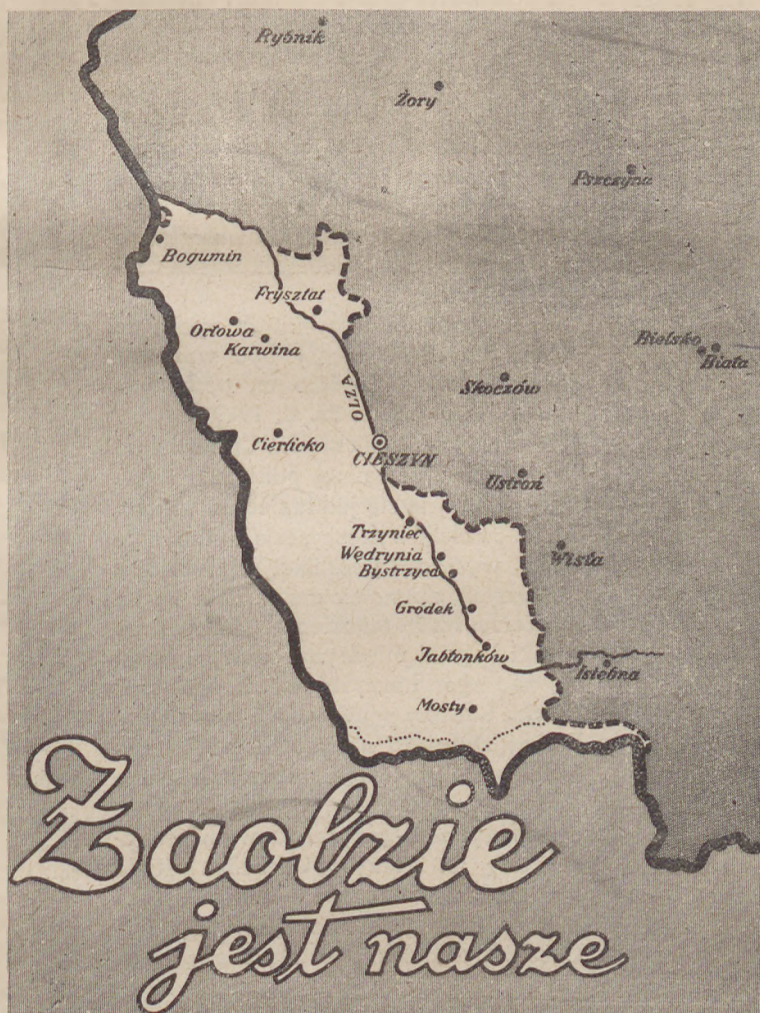 Rybnik
Żory
Pszczyna
Bogumin
Frysztat
Orłowa
Karwina
Bielsko
Biała
Skoczów
OLZA
Cierlicko
CIESZYN
Ustroń
Trzyniec
Wędrynia
Bystrzyca
Wisła
Gródek
Jabłonków
Istebna
Mosty
Zaolzie
jest nasze